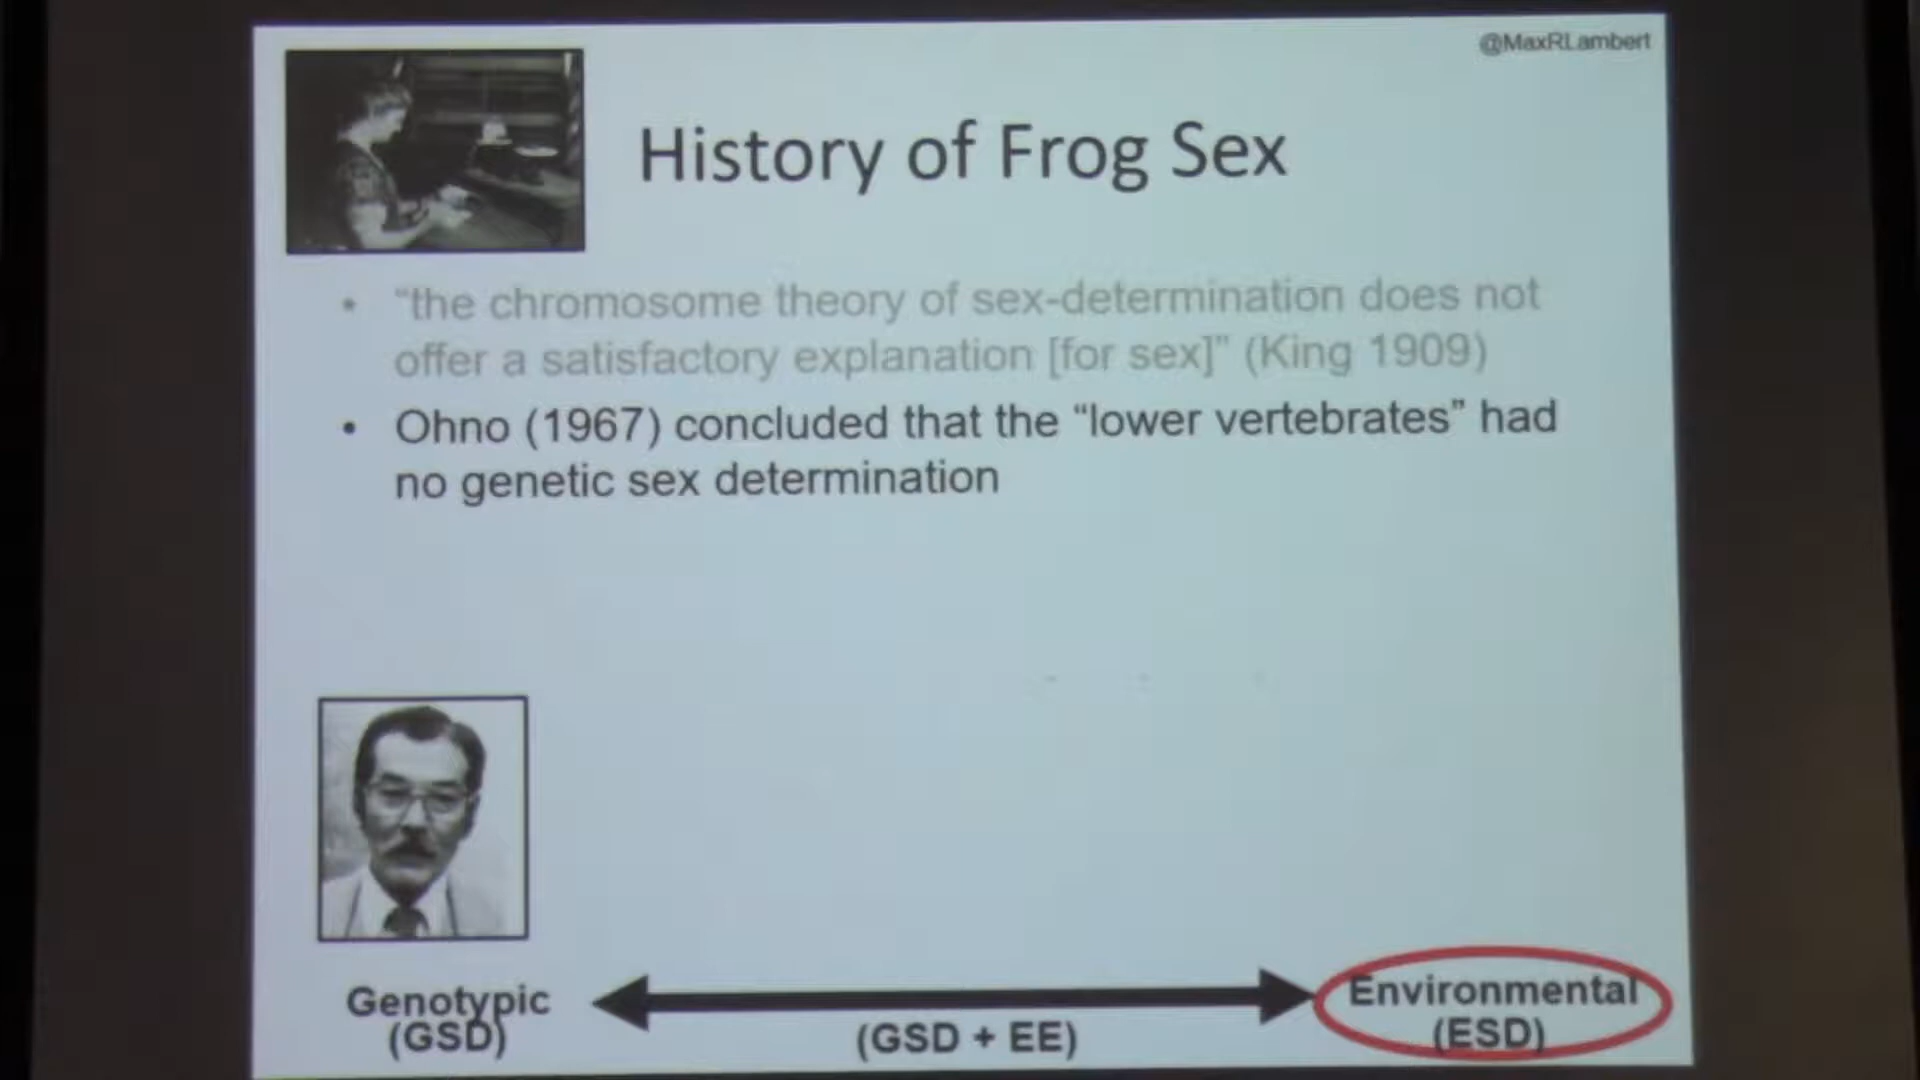 @MaxRLambert
History of Frog Sex
• “the chromosome theory of sex-determination does not
offer a satisfactory explanation [for sex]” (King 1909)
• Ohno (1967) concluded that the “lower vertebrates” had
no genetic sex determination
Genotypic
(GSD)
(GSD + EE)
Environmental
(ESD)